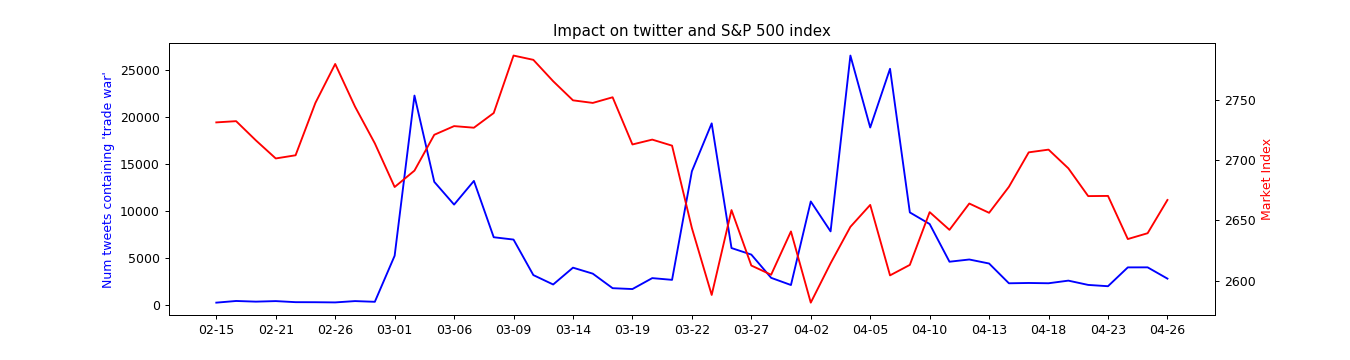 Impact on twitter and S&P 500 index
Num tweets containing 'trade war'
25000
20000
15000
10000
5000
0
2750
2700
2650
2600
Market Index
02-15 02-21 02-26 03-01 03-06 03-09 03-14 03-19 03-22 03-27 04-02 04-05 04-10 04-13 04-18 04-23 04-26